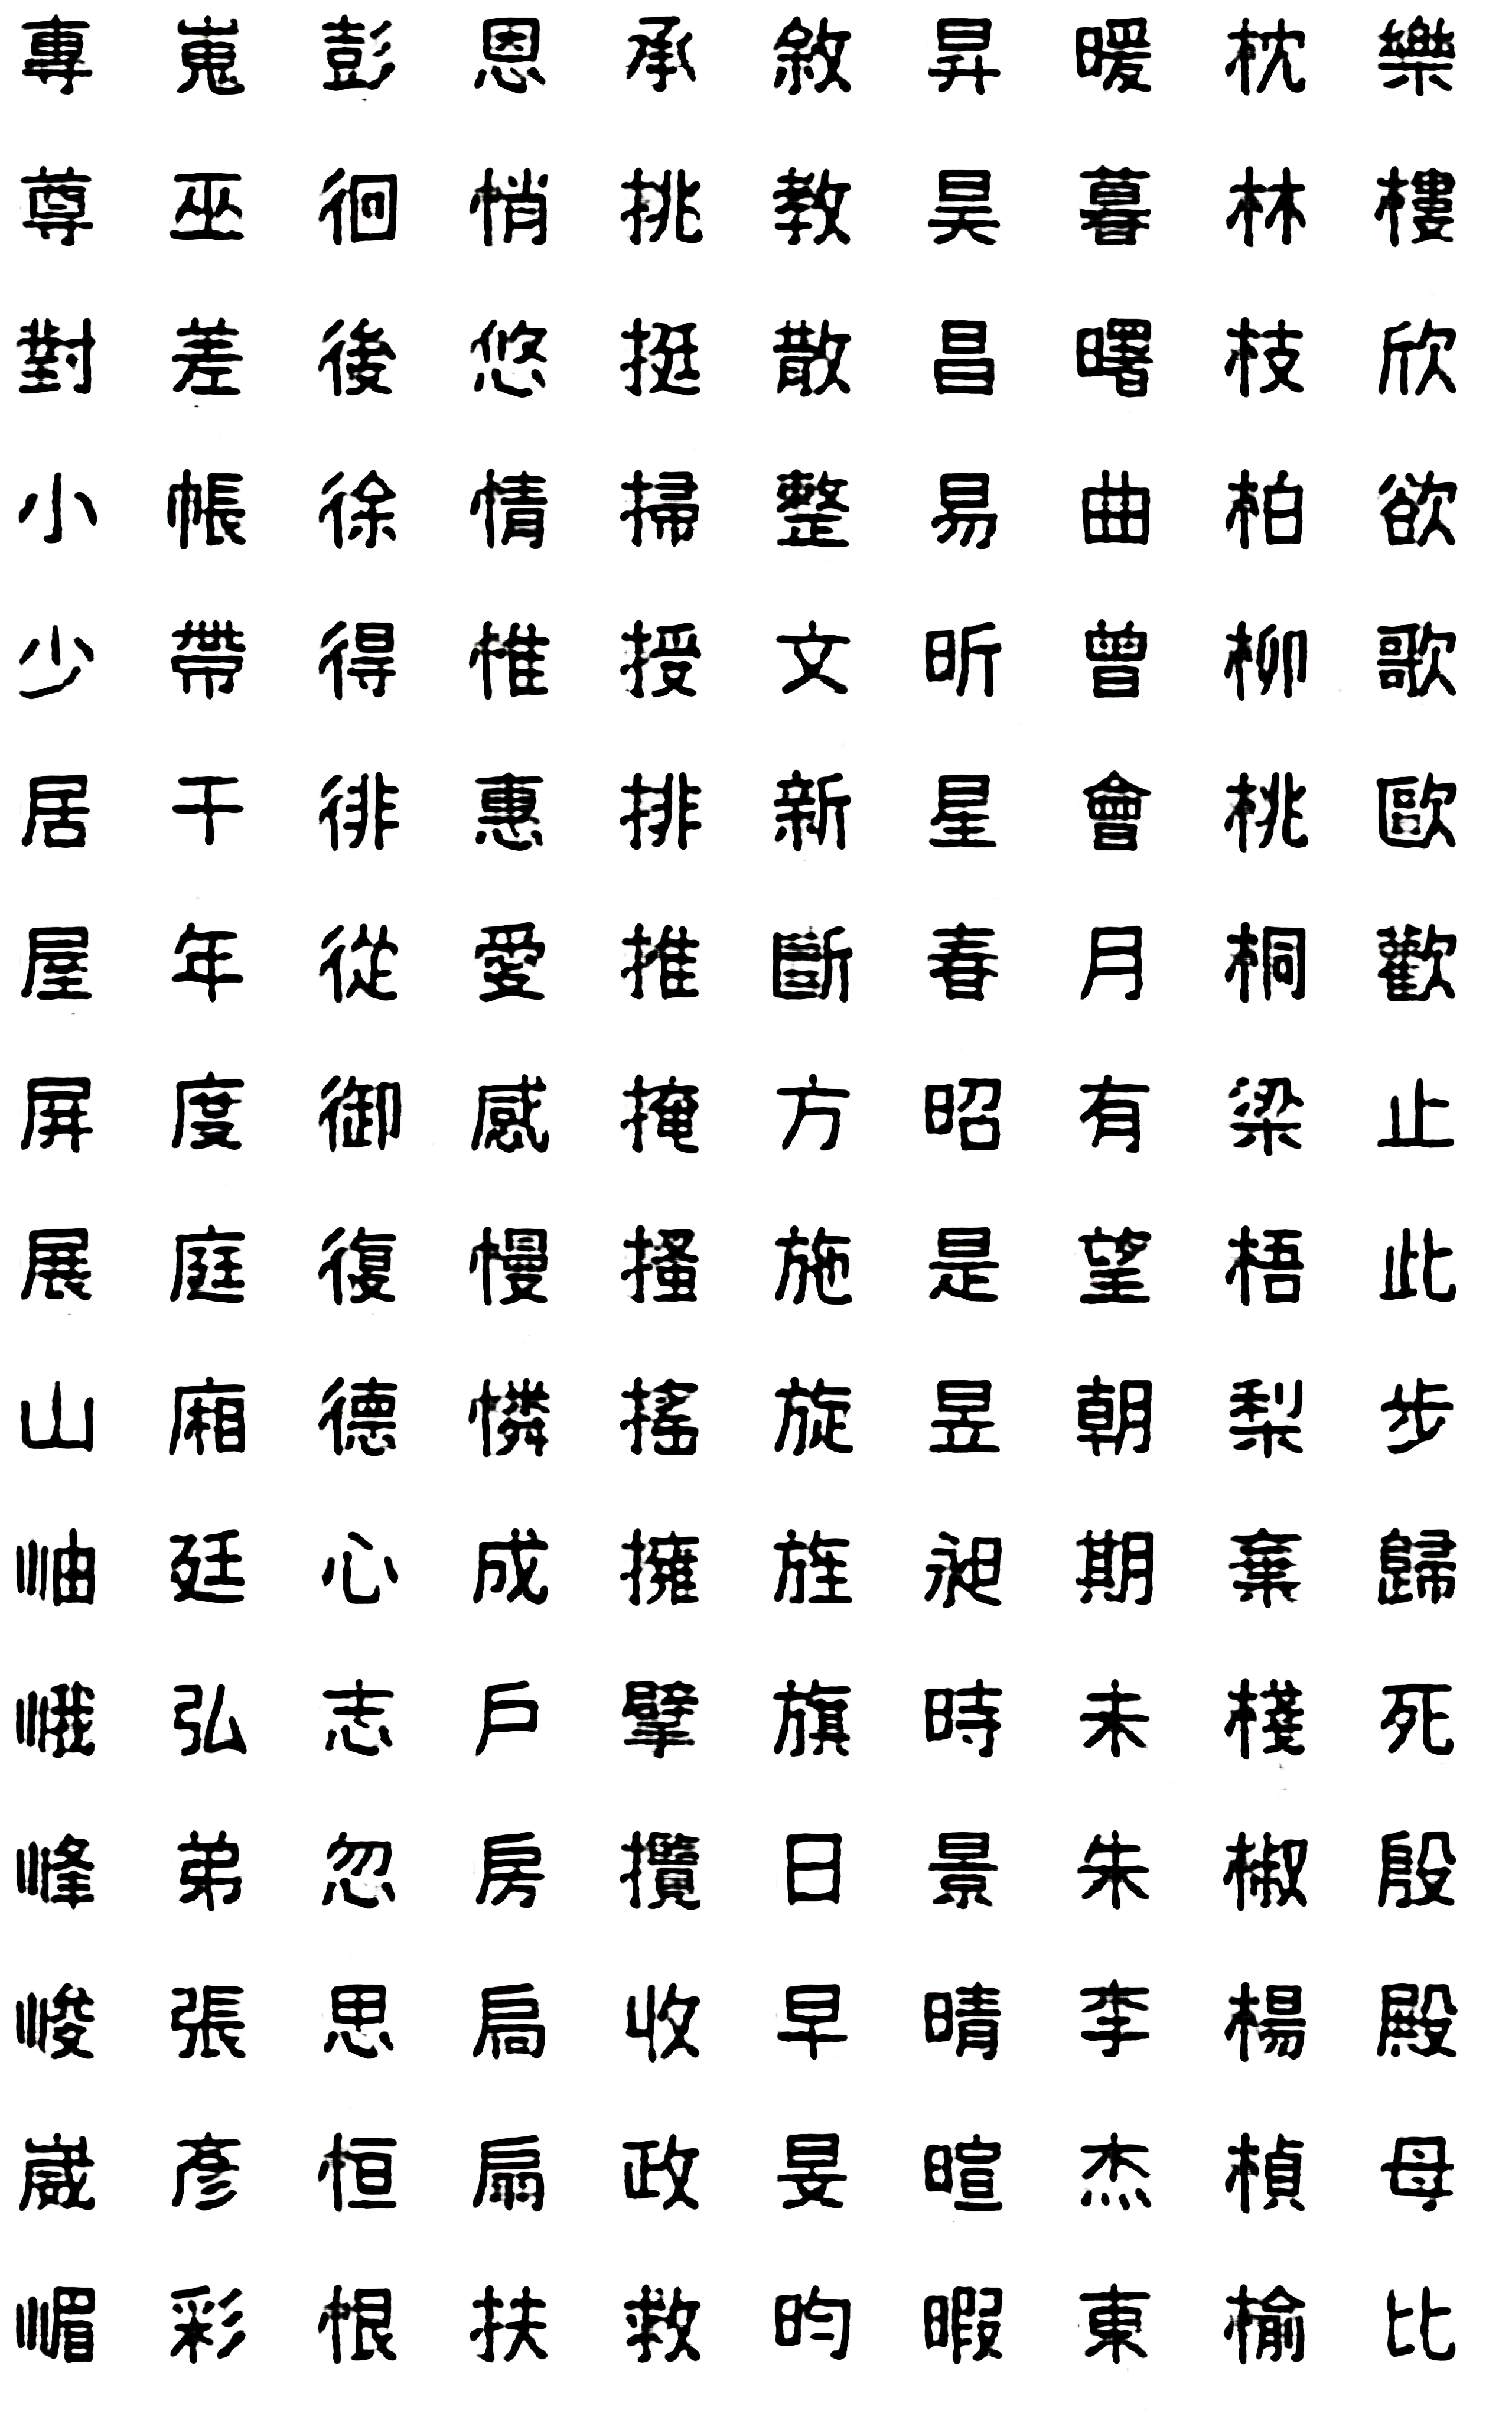 專尊對小少居屋屏展山岫峨峰峻崴嵋
嵬巫差帳帶干年度庭廂廷弘弟張彥彩
彭徊後徐得徘從御復德心志忽思恒恨
恩悄悠情惟惠愛感慢憐成戶房扃扇扶
承挑挺掃授排推掩搔搖擁擘攬收政救
敘教散整文新斷方施旋旌旗日早旻昀
昇昊昌易昕星春昭是昱昶時景晴暄暇
暖暮曙曲曾會月有望朝期未朱李杰東
枕林枝柏柳桃桐梁梧梨棄棧椒楊楨榆
樂樓欣欲歌歐歡止此步歸死殷殿母比